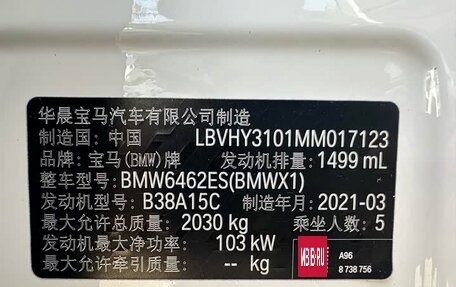 华晨宝马汽车有限公司制造
制造国: 中国 LBVHY3101MM017123
品牌: 宝马(BMW)牌 发动机排量: 1499 mL
整车型号: BMW6462ES(BMWX1)
发动机型号: B38A15C 制造年月: 2021-03
最大允许总质量: 2030 kg 乘坐人数: 5
发动机最大净功率: 103 kW
最大允许牵引质量: -- kg
A96
8 738 756